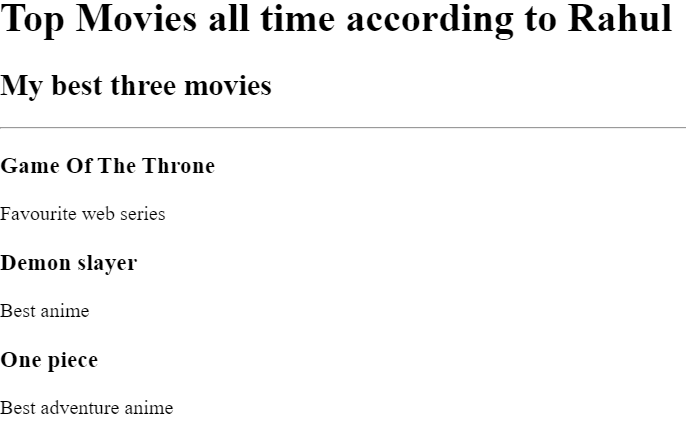 Top Movies all time according to Rahul
My best three movies
Game Of The Throne
Favourite web series
Demon slayer
Best anime
One piece
Best adventure anime